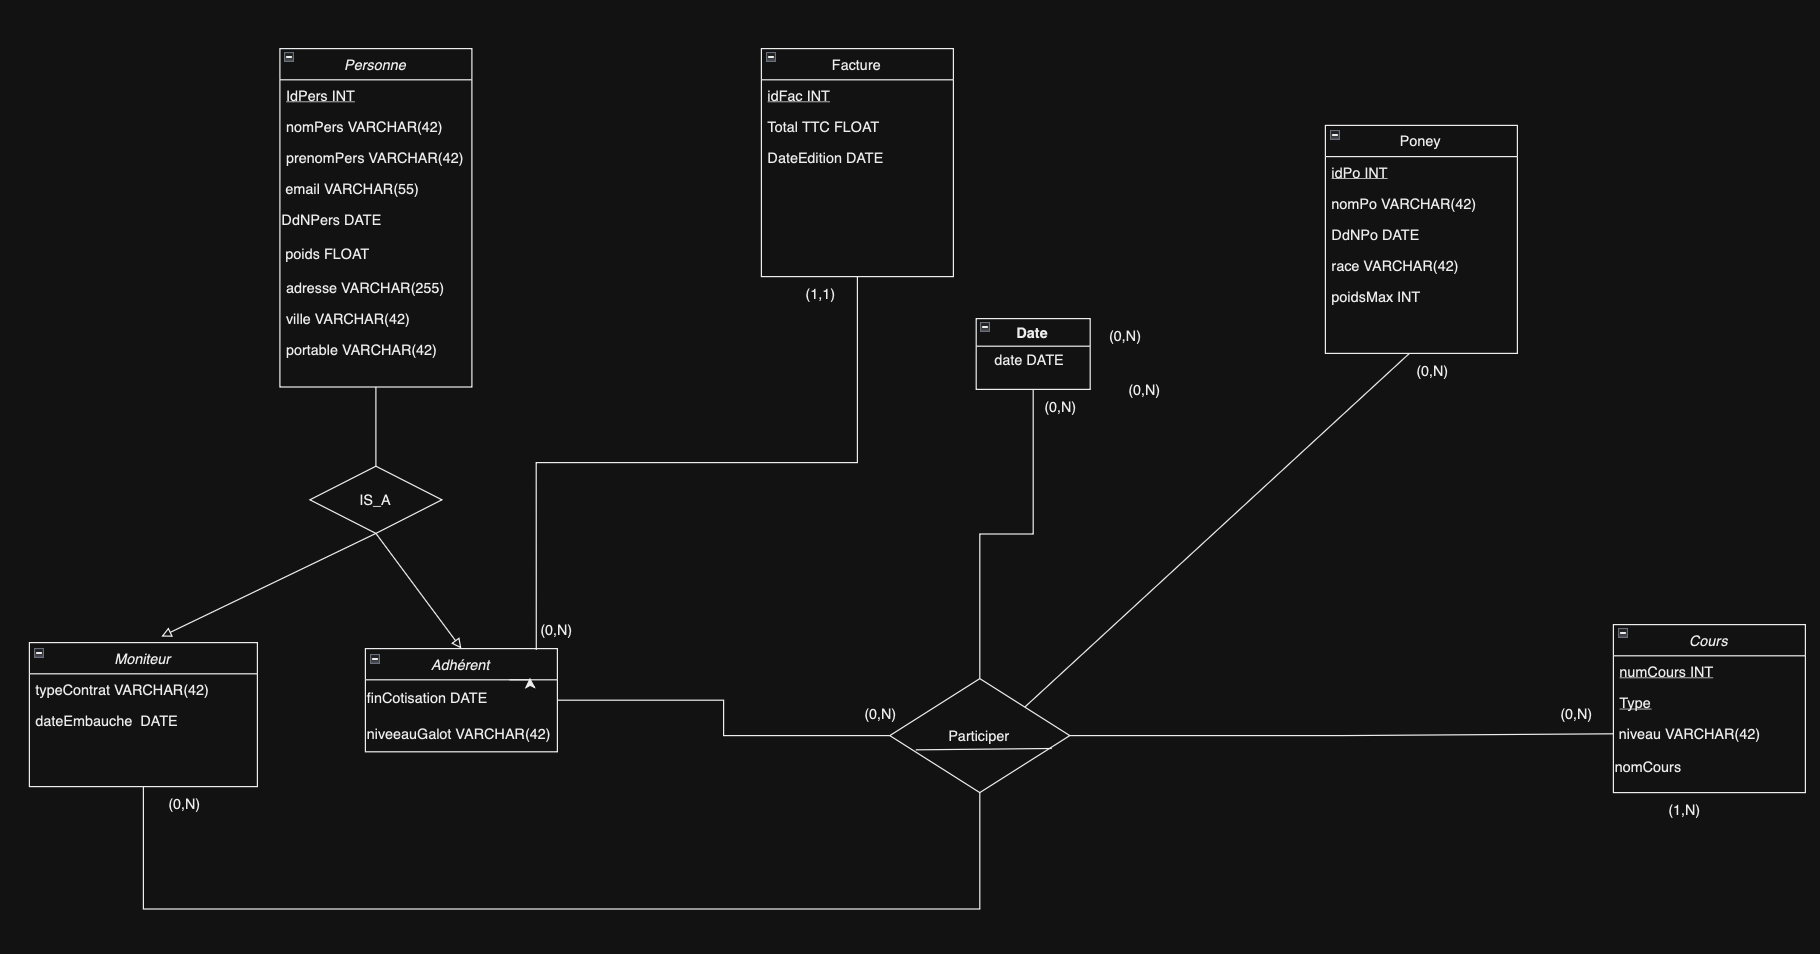 Personne
IdPers INT
nomPers VARCHAR(42)
prenomPers VARCHAR(42)
email VARCHAR(55)
DdNPers DATE
poids FLOAT
adresse VARCHAR(255)
ville VARCHAR(42)
portable VARCHAR(42)
Facture
idFac INT
Total TTC FLOAT
DateEdition DATE
(1,1)
Poney
idPo INT
nomPo VARCHAR(42)
DdNPo DATE
race VARCHAR(42)
poidsMax INT
(0,N)
Date
date DATE
(0,N)
(0,N)
(0,N)
IS_A
Moniteur
typeContrat VARCHAR(42)
dateEmbauche  DATE
(0,N)
(0,N)
Adhérent
finCotisation DATE
niveeauGalot VARCHAR(42)
(0,N)
Participer
(0,N)
Cours
numCours INT
Type
niveau VARCHAR(42)
nomCours
(1,N)